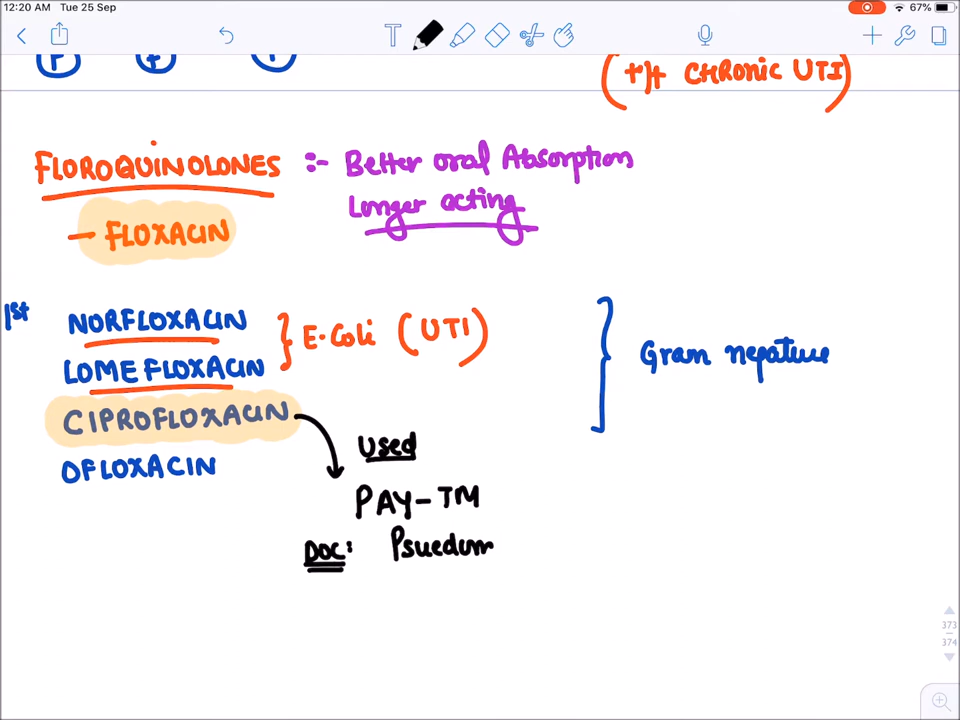 12:20 AM Tue 25 Sep
67%
T
P
(+)t CHRONIC UTI)
FLOROQUINOLONES :- Better oral Absorption
Longer acting
- FLOXACIN
1st NORFLOXACIN } E.Coli (UTI)
LOMEFLOXACIN
CIPROFLOXACIN
OFLOXACIN
} Gram negative
Used
PAY-TM
DOC: Psuedum
373
374